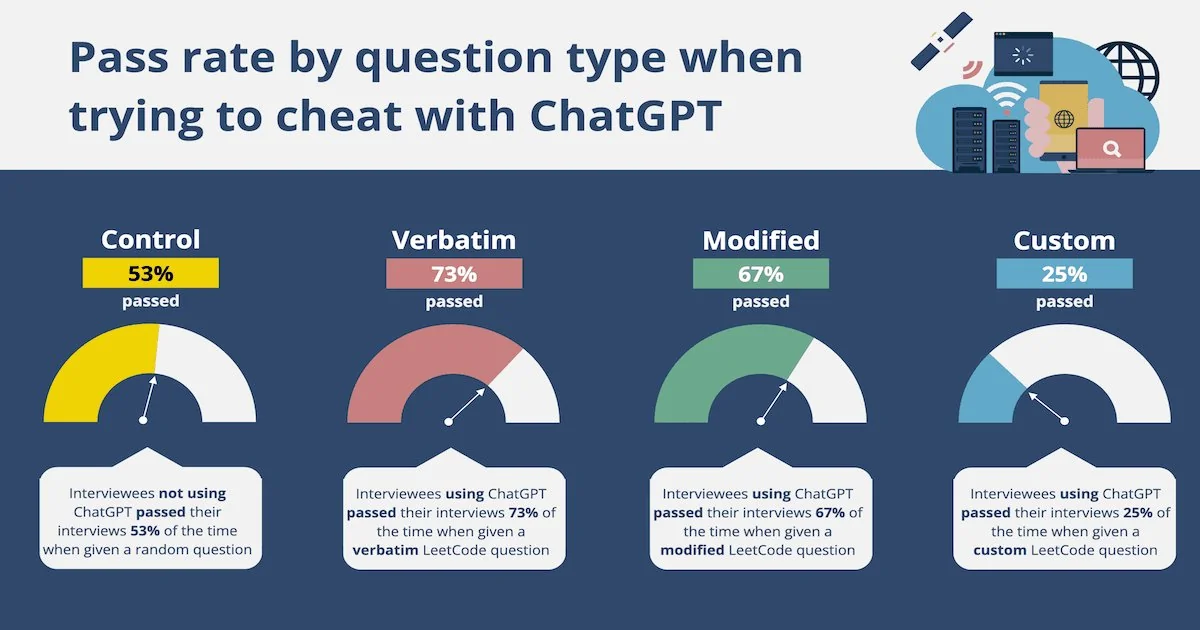 Pass rate by question type when
trying to cheat with ChatGPT
Control
53%
passed
Interviewees not using
ChatGPT passed their
interviews 53% of the time
when given a random question
Verbatim
73%
passed
Interviewees using ChatGPT
passed their interviews 73% of
the time when given a
verbatim LeetCode question
Modified
67%
passed
Interviewees using ChatGPT
passed their interviews 67% of
the time when given a
modified LeetCode question
Custom
25%
passed
Interviewees using ChatGPT
passed their interviews 25% of
the time when given a
custom LeetCode question